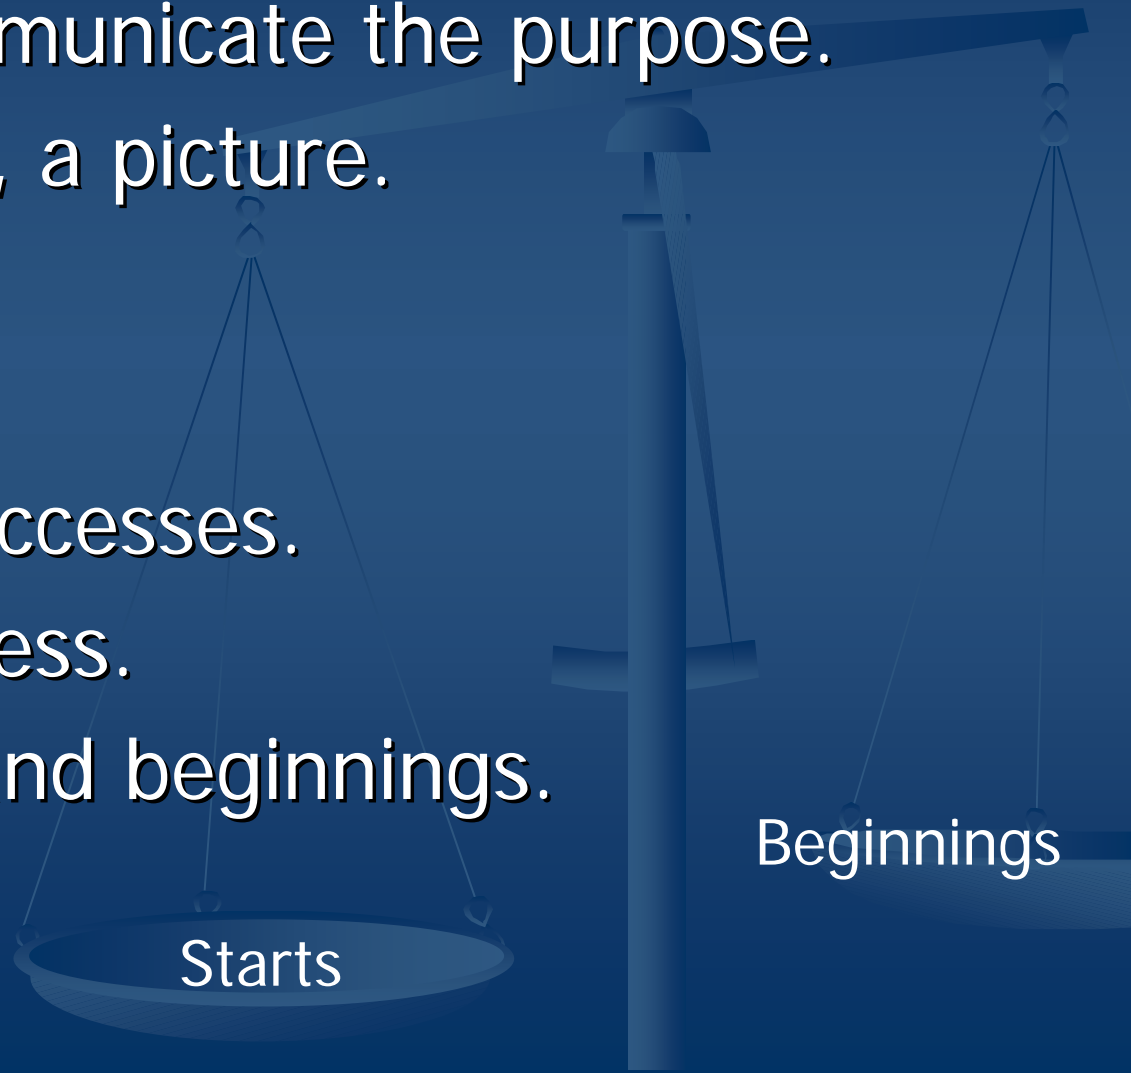 municate the purpose.
, a picture.
ccesses.
ess.
nd beginnings.
Beginnings
Starts